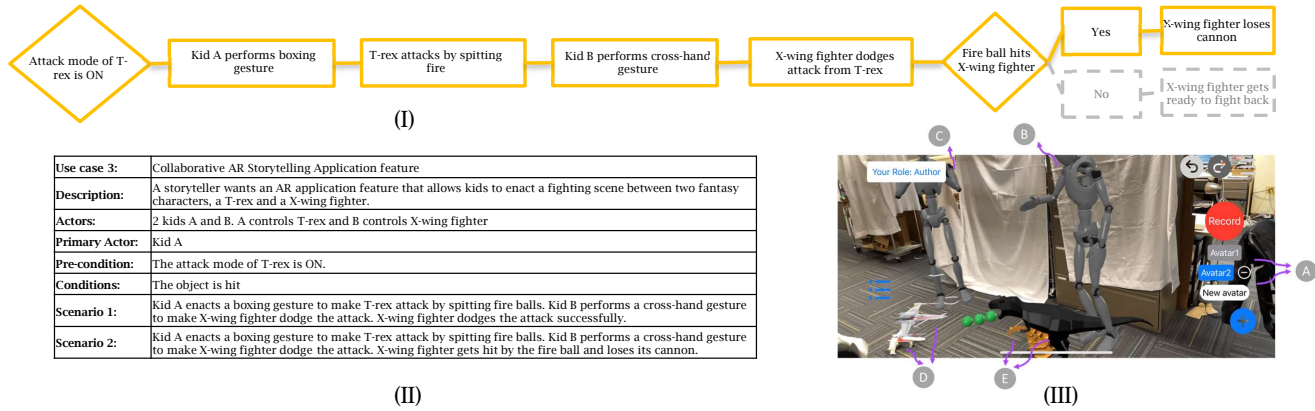 Attack mode of T-
rex is ON
Kid A performs boxing
gesture
T-rex attacks by spitting
fire
Kid B performs cross-hand
gesture
X-wing fighter dodges
attack from T-rex
Fire ball hits
X-wing fighter
Yes
X-wing fighter loses
cannon
No
X-wing fighter gets
ready to fight back
(I)
Use case 3: Collaborative AR Storytelling Application feature
Description: A storyteller wants an AR application feature that allows kids to enact a fighting scene between two fantasy
characters, a T-rex and a X-wing fighter.
Actors: 2 kids A and B. A controls T-rex and B controls X-wing fighter
Primary Actor: Kid A
Pre-condition: The attack mode of T-rex is ON.
Conditions: The object is hit
Scenario 1: Kid A enacts a boxing gesture to make T-rex attack by spitting fire balls. Kid B performs a cross-hand gesture
to make X-wing fighter dodge the attack. X-wing fighter dodges the attack successfully.
Scenario 2: Kid A enacts a boxing gesture to make T-rex attack by spitting fire balls. Kid B performs a cross-hand gesture
to make X-wing fighter dodge the attack. X-wing fighter gets hit by the fire ball and loses its cannon.
(II)
C
B
Your Role: Author
Record
Avatar1
Avatar2
New avatar
A
D
E
(III)